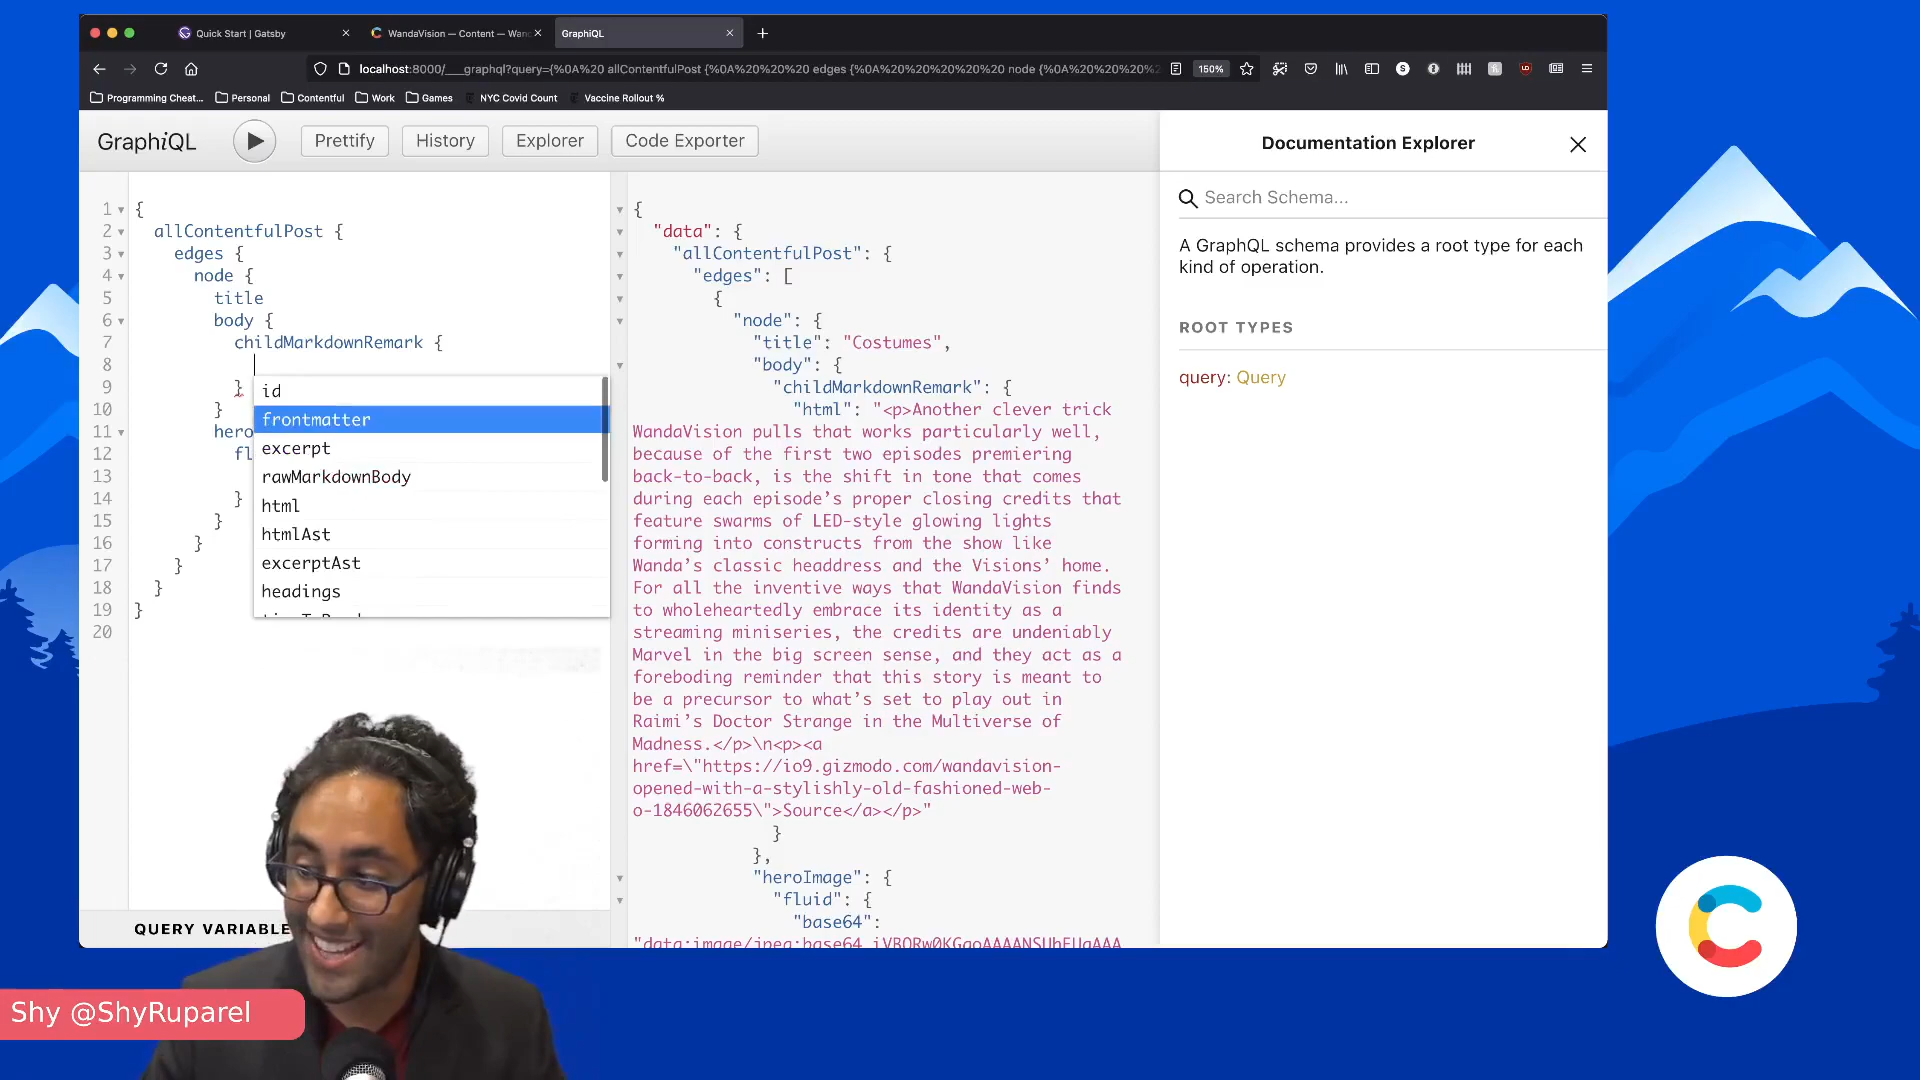 Quick Start | Gatsby
WandaVision — Content — Wan
GraphiQL
localhost:8000/___graphql?query={%0A%20 allContentfulPost {%0A%20%20%20 edges {%0A%20%20%20%20%20 node {%0A%20%20%20%2
150%
Programming Cheat...
Personal
Contentful
Work
Games
NYC Covid Count
Vaccine Rollout %
GraphiQL
Prettify
History
Explorer
Code Exporter
1 {
2 allContentfulPost {
3 edges {
4 node {
5 title
6 body {
7 childMarkdownRemark {
8
9 }
10 }
11 hero
12 fl
13
14 }
15 }
16 }
17 }
18 }
19 }
20
id
frontmatter
excerpt
rawMarkdownBody
html
htmlAst
excerptAst
headings
QUERY VARIABLE
{
"data": {
"allContentfulPost": {
"edges": [
{
"node": {
"title": "Costumes",
"body": {
"childMarkdownRemark": {
"html": "<p>Another clever trick
WandaVision pulls that works particularly well,
because of the first two episodes premiering
back-to-back, is the shift in tone that comes
during each episode’s proper closing credits that
feature swarms of LED-style glowing lights
forming into constructs from the show like
Wanda’s classic headdress and the Visions’ home.
For all the inventive ways that WandaVision finds
to wholeheartedly embrace its identity as a
streaming miniseries, the credits are undeniably
Marvel in the big screen sense, and they act as a
foreboding reminder that this story is meant to
be a precursor to what’s set to play out in
Raimi’s Doctor Strange in the Multiverse of
Madness.</p>\n<p><a
href=\"https://io9.gizmodo.com/wandavision-
opened-with-a-stylishly-old-fashioned-web-
o-1846062655\">Source</a></p>"
}
},
"heroImage": {
"fluid": {
"base64":
Documentation Explorer
Search Schema...
A GraphQL schema provides a root type for each
kind of operation.
ROOT TYPES
query: Query
Shy @ShyRuparel